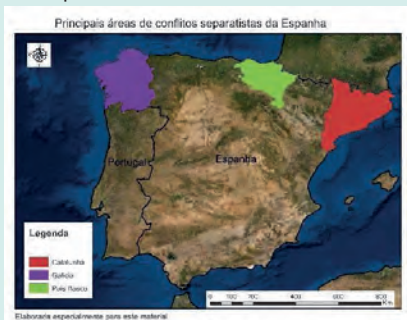 Principais áreas de conflitos separatistas da Espanha
Portugal
Espanha
Legenda
Catalunha
Galícia
País Basco
Km
Elaborado especialmente para este material